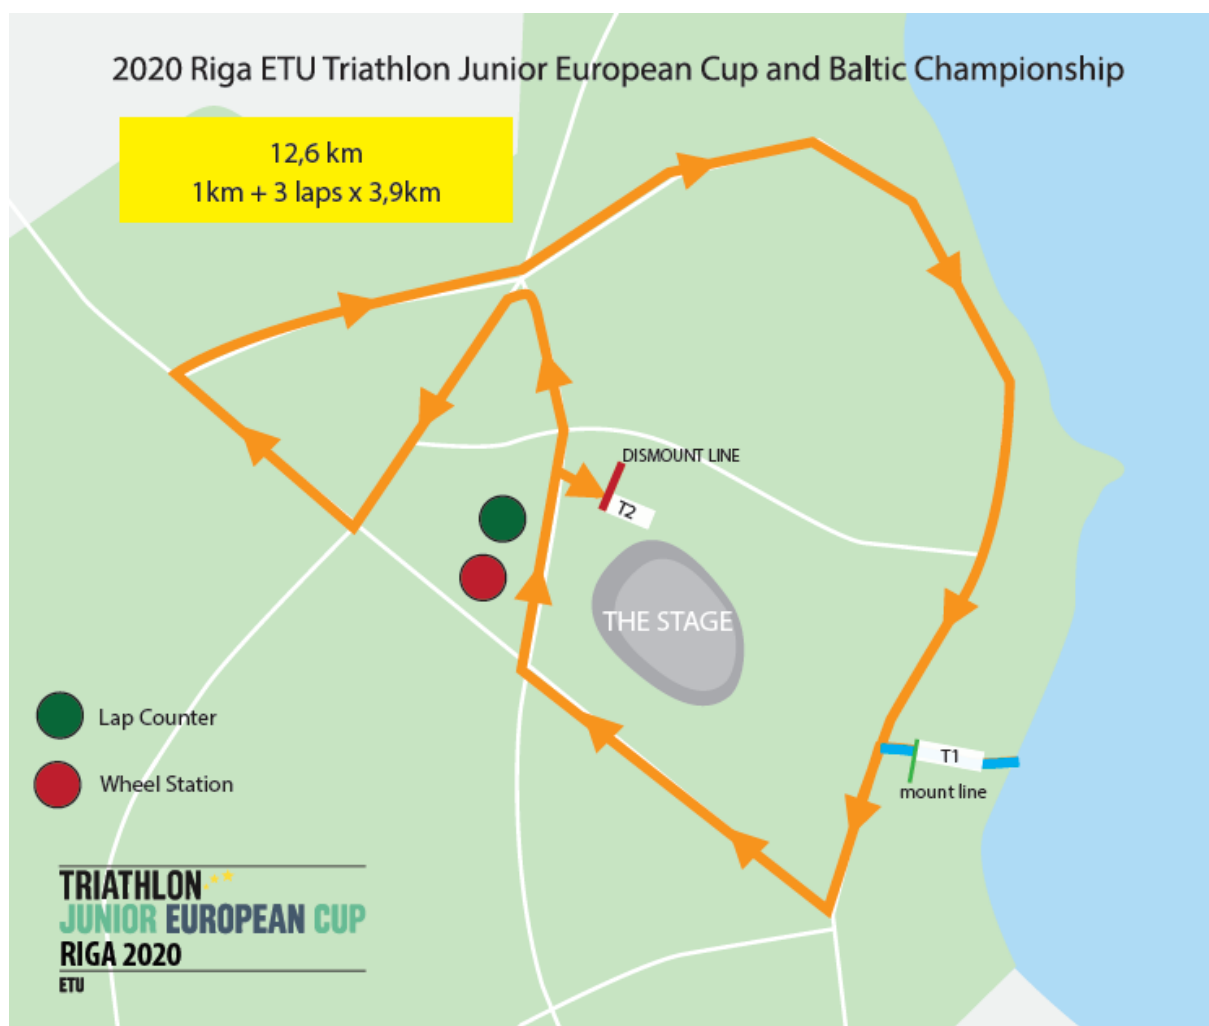 2020 Riga ETU Triathlon Junior European Cup and Baltic Championship
12,6 km
1km + 3 laps x 3,9km
DISMOUNT LINE
T2
THE STAGE
Lap Counter
T1
Wheel Station
mount line
TRIATHLON
JUNIOR EUROPEAN CUP
RIGA 2020
ETU